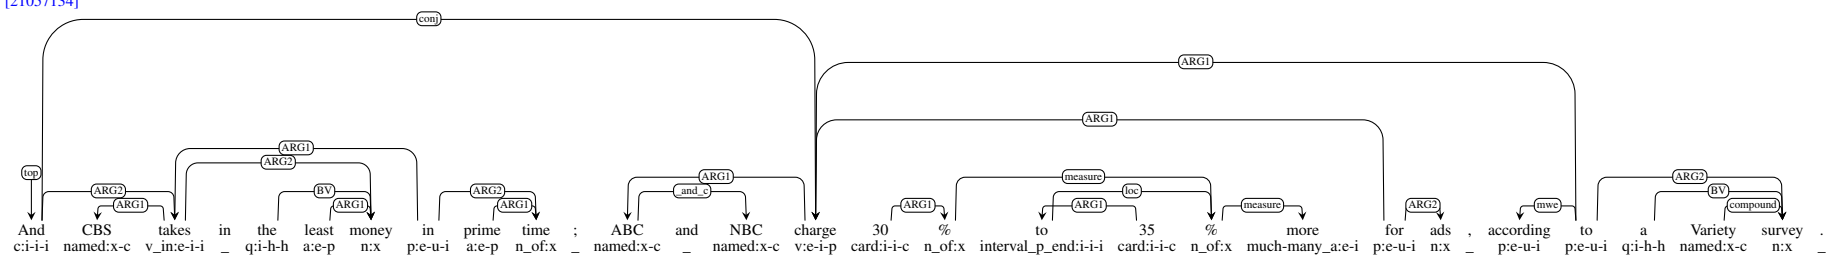 [21057134]
conj
ARG1
ARG1
ARG1
top ARG2 measure
ARG2 BV ARG2 ARG1 _and_c loc ARG2 BV
ARG1 ARG1 ARG1 ARG1 ARG1 measure ARG2 mwe compound
And CBS takes in the least money in prime time ; ABC and NBC charge 30 % to 35 % more for ads , according to a Variety survey .
c:i-i-i named:x-c v_in:e-i-i _ q:i-h-h a:e-p n:x p:e-u-i a:e-p n_of:x _ named:x-c _ named:x-c v:e-i-p card:i-i-c n_of:x interval_p_end:i-i-i card:i-i-c n_of:x much-many_a:e-i p:e-u-i n:x _ p:e-u-i p:e-u-i q:i-h-h named:x-c n:x _